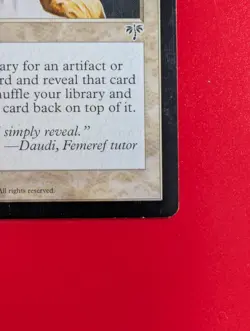 ary for an artifact or
rd and reveal that card
huffle your library and
card back on top of it.
simply reveal.”
—Daudi, Femeref tutor
All rights reserved.